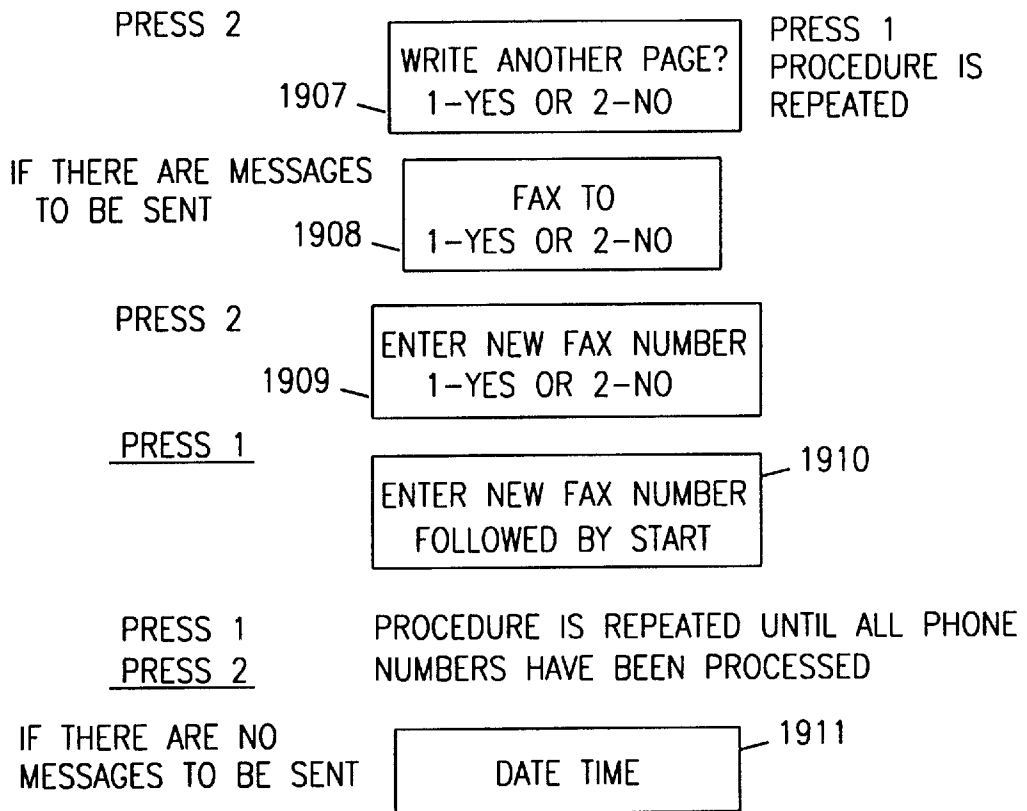 PRESS 2
WRITE ANOTHER PAGE?
1-YES OR 2-NO
1907
PRESS 1
PROCEDURE IS
REPEATED
IF THERE ARE MESSAGES
TO BE SENT
FAX TO
1-YES OR 2-NO
1908
PRESS 2
ENTER NEW FAX NUMBER
1-YES OR 2-NO
1909
PRESS 1
1910
ENTER NEW FAX NUMBER
FOLLOWED BY START
PRESS 1
PRESS 2
PROCEDURE IS REPEATED UNTIL ALL PHONE
NUMBERS HAVE BEEN PROCESSED
IF THERE ARE NO
MESSAGES TO BE SENT
DATE TIME
1911